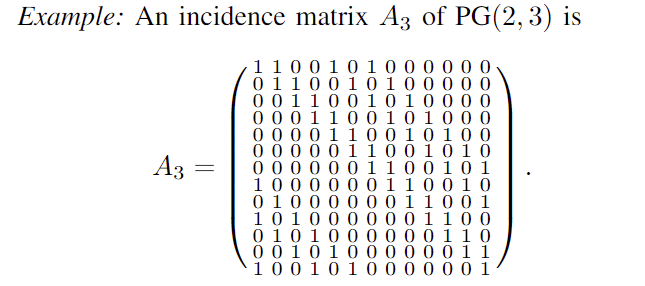 Example: An incidence matrix A₃ of PG(2, 3) is
1 1 0 0 1 0 1 0 0 0 0 0 0
0 1 1 0 0 1 0 1 0 0 0 0 0
0 0 1 1 0 0 1 0 1 0 0 0 0
0 0 0 1 1 0 0 1 0 1 0 0 0
0 0 0 0 1 1 0 0 1 0 1 0 0
0 0 0 0 0 1 1 0 0 1 0 1 0
A₃ = 0 0 0 0 0 0 1 1 0 0 1 0 1 .
1 0 0 0 0 0 0 1 1 0 0 1 0
0 1 0 0 0 0 0 0 1 1 0 0 1
1 0 1 0 0 0 0 0 0 1 1 0 0
0 1 0 1 0 0 0 0 0 0 1 1 0
0 0 1 0 1 0 0 0 0 0 0 1 1
1 0 0 1 0 1 0 0 0 0 0 0 1